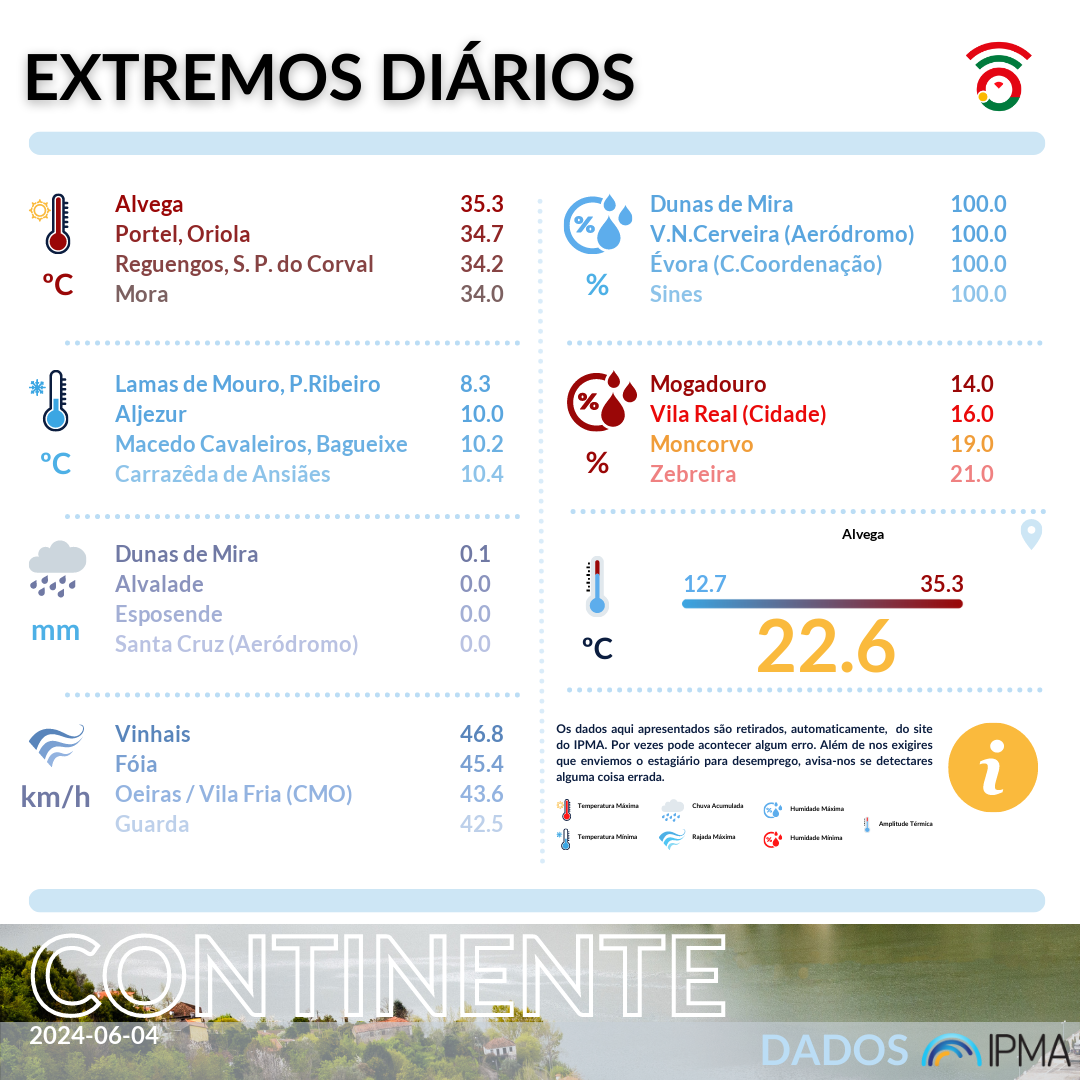 EXTREMOS DIÁRIOS
Alvega 35.3
Portel, Oriola 34.7
Reguengos, S. P. do Corval 34.2
Mora 34.0
ºC
Lamas de Mouro, P.Ribeiro 8.3
Aljezur 10.0
Macedo Cavaleiros, Bagueixe 10.2
Carrazêda de Ansiães 10.4
ºC
Dunas de Mira 0.1
Alvalade 0.0
Esposende 0.0
Santa Cruz (Aeródromo) 0.0
mm
Vinhais 46.8
Fóia 45.4
Oeiras / Vila Fria (CMO) 43.6
Guarda 42.5
km/h
%
Dunas de Mira 100.0
V.N.Cerveira (Aeródromo) 100.0
Évora (C.Coordenação) 100.0
Sines 100.0
%
%
Mogadouro 14.0
Vila Real (Cidade) 16.0
Moncorvo 19.0
Zebreira 21.0
%
Alvega
12.7 35.3
22.6
ºC
Os dados aqui apresentados são retirados, automaticamente, do site
do IPMA. Por vezes pode acontecer algum erro. Além de nos exigires
que enviemos o estagiário para desemprego, avisa-nos se detectares
alguma coisa errada.
i
Temperatura Máxima Chuva Acumulada Humidade Máxima
Amplitude Térmica
Temperatura Mínima Rajada Máxima Humidade Mínima
CONTINENTE
2024-06-04
DADOS IPMA